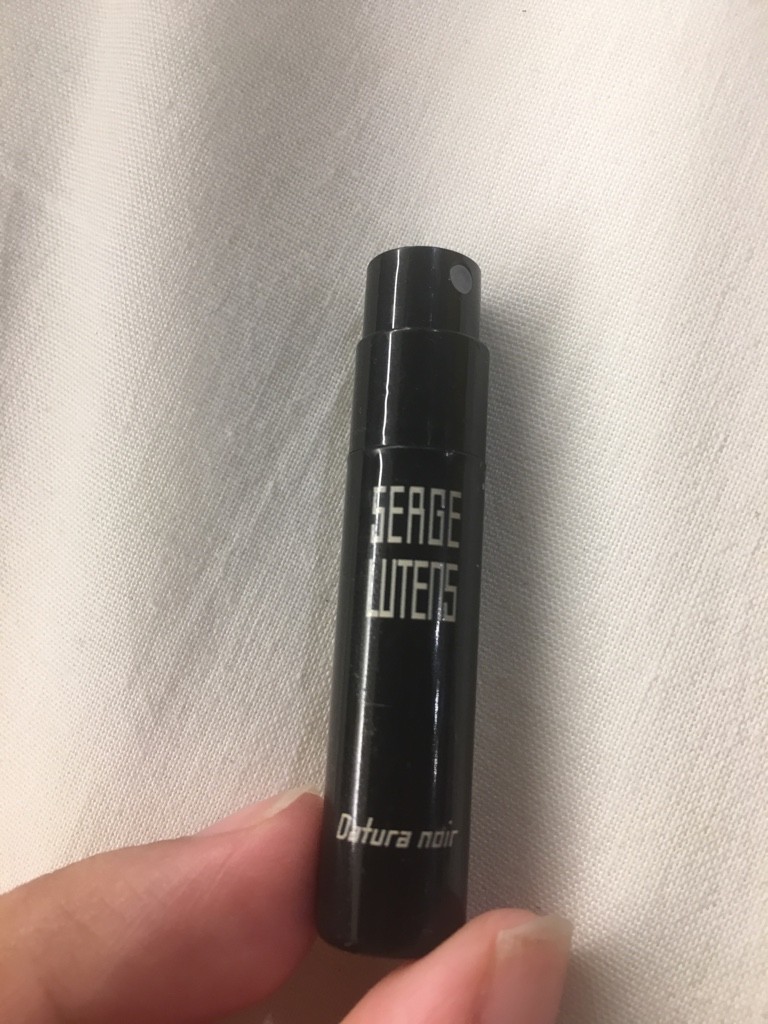 SERGE
LUTENS
Datura noir